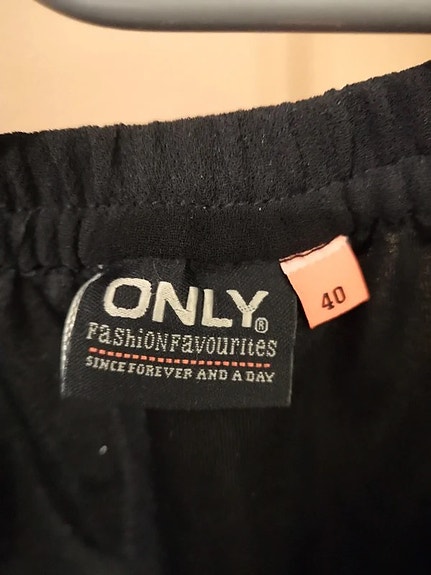 ONLY®
FasHiONFavouRites
SINCE FOREVER AND A DAY
40